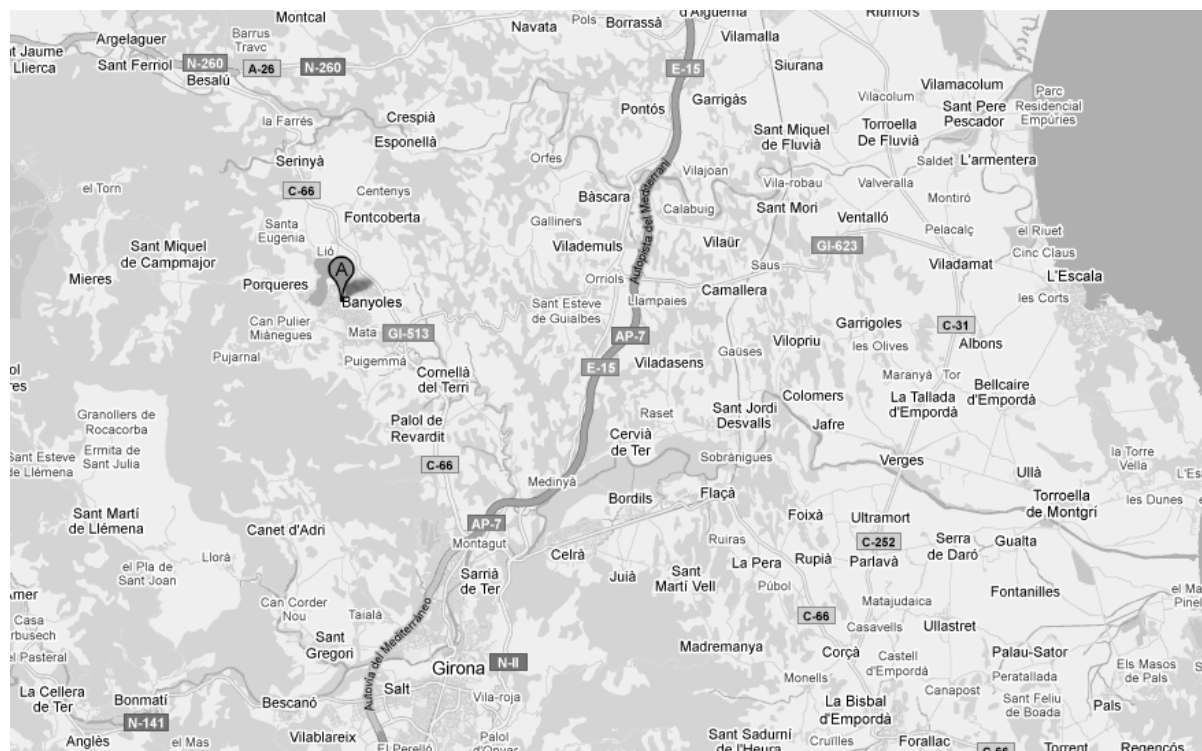 Montcal
Pols
Borrassà
d'Aiguema
Riumors
Navata
Vilamalla
Barrus
Travc
Argelaguer
nt Jaume
Llierca
Sant Ferriol
N-260
A-26
N-260
Besalú
E-15
Siurana
Pontós
Garrigàs
Vilacolum
Vilamacolum
Parc
Residencial
Empúries
Sant Pere
Pescador
la Farrés
Crespià
Esponellà
Sant Miquel
de Fluvià
Torroella
De Fluvià
Serinyà
Orfes
Saldet
L'armentera
Vilajoan
Vila-robau
Valveralla
el Torn
C-66
Centenys
Bàscara
Calabuig
Sant Mori
Montiró
Fontcoberta
Galliners
Ventalló
Santa
Eugenia
Pelacalç
el Riuet
Sant Miquel
de Campmajor
Lió
Vilademuls
Autopista del Mediterrani
Vilaür
GI-623
Cinc Claus
Saus
Viladamat
A
Mieres
Porqueres
Orriols
Camallera
L'Escala
Banyoles
Sant Esteve
de Guialbes
Llampaies
les Corts
Can Pulier
Miànegues
Mata
GI-513
AP-7
Garrigoles
C-31
Vilopriu
les Olives
Albons
Pujarnal
Puigemmá
E-15
Viladasens
Gaüses
Cornellà
del Terri
Maranyà
Tor
Bellcaire
d'Empordà
Colomers
La Tallada
d'Empordà
Granollers de
Rocacorba
Palol de
Revardit
Raset
Sant Jordi
Desvalls
Jafre
Cervià
de Ter
Sant Esteve
de Llémena
Ermita de
Sant Julia
C-66
Sobrànigues
Verges
la Torre
Vella
Ullà
Medinyà
Bordils
Flaçà
Torroella
de Montgrí
les Dunes
Sant Martí
de Llémena
Canet d'Adri
AP-7
Foixà
Ultramort
Montagut
Ruiras
C-252
Serra
de Daró
Gualta
Llorà
Celrà
La Pera
Rupià
Parlavà
el Pla de
Sant Joan
Sarrià
de Ter
Juià
Sant
Martí Vell
Púbol
Fontanilles
Can Corder
Nou
Taialà
Matajudaica
C-66
Casavells
Ullastret
Casa
el Pasteral
Sant
Gregori
Autovía del Mediterráneo
Girona
N-II
Madremanya
Corçà
Castell
d'Empordà
Palau-Sator
Peratallada
Els Masos
de Pals
La Cellera
de Ter
Bonmatí
Bescanó
Salt
Vila-roja
Monells
La Bisbal
d'Empordà
Canapost
Sant Feliu
de Boada
Pals
N-141
Anglès
el Mas
Vilablareix
El Perelló
Palol
d'Onyar
Sant Sadurní
de l'Heura
Cruïlles
Forallac
C-66
Torrent
Regencós